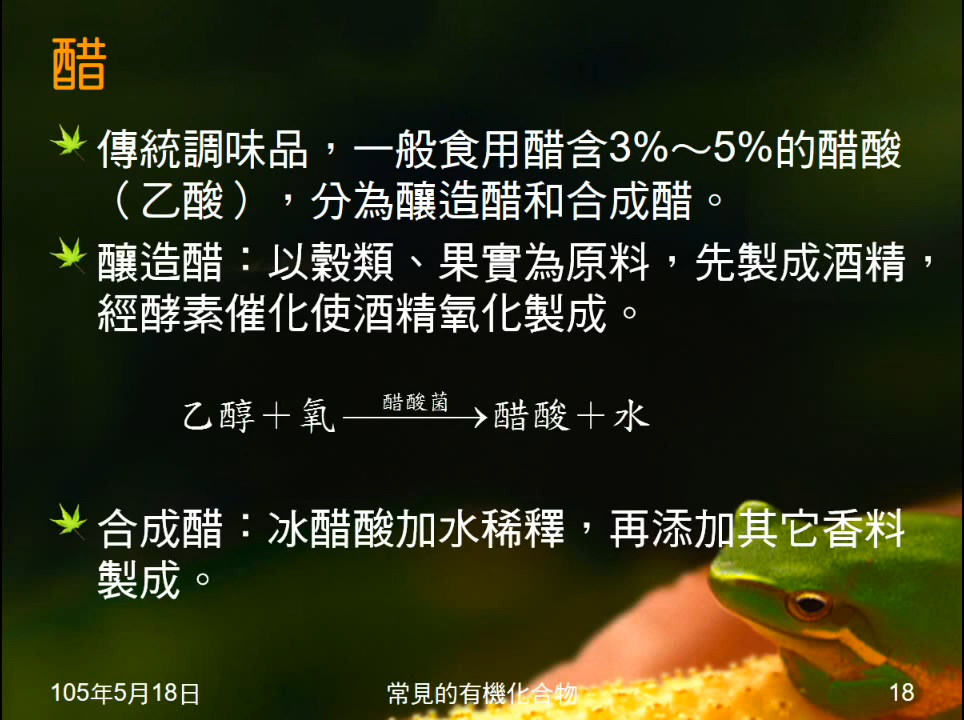 醋
傳統調味品，一般食用醋含3%～5%的醋酸
（乙酸），分為釀造醋和合成醋。
釀造醋：以穀類、果實為原料，先製成酒精，
經酵素催化使酒精氧化製成。
醋酸菌
乙醇＋氧⟶醋酸＋水
合成醋：冰醋酸加水稀釋，再添加其它香料
製成。
105年5月18日 常見的有機化合物 18